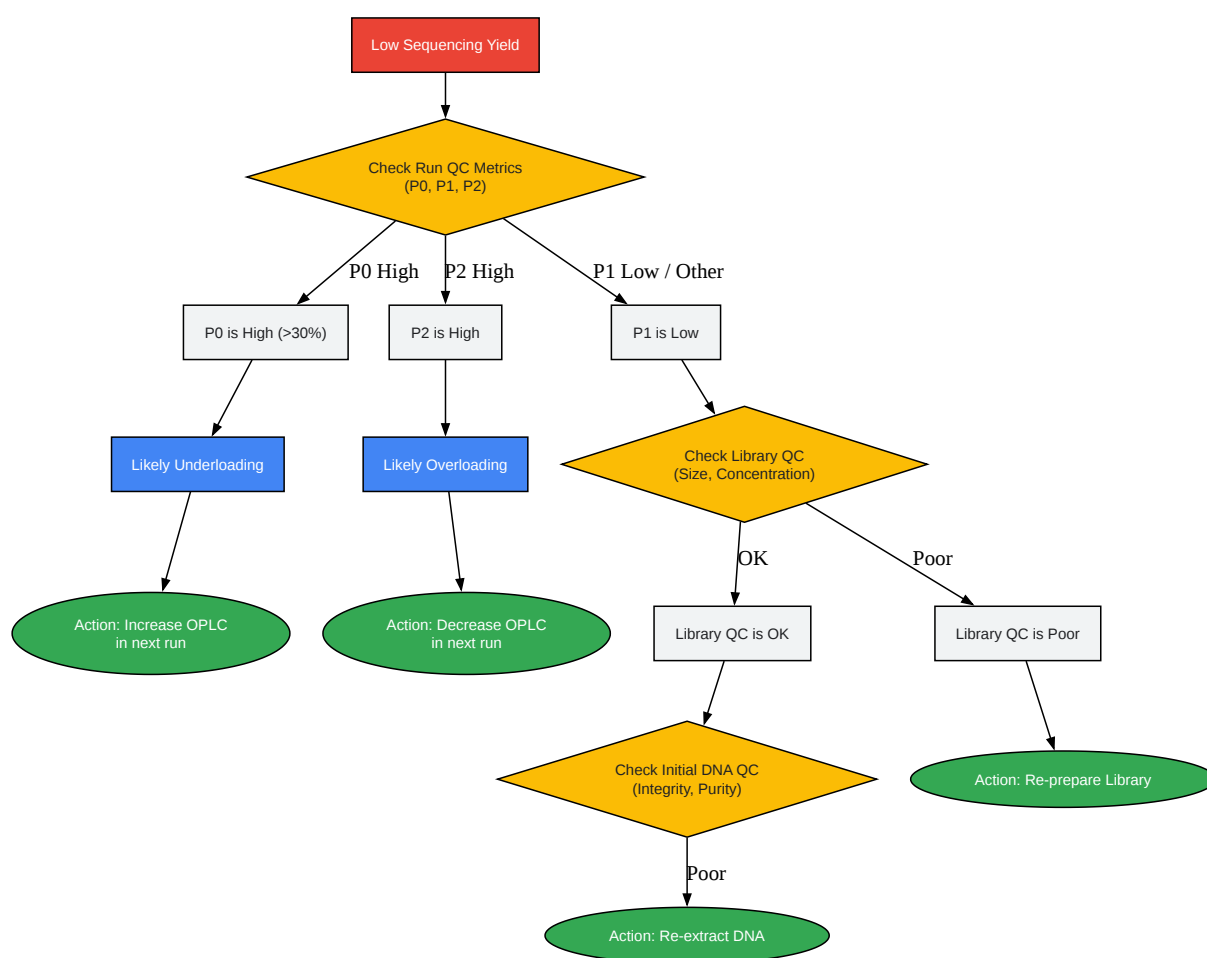 Low Sequencing Yield
Check Run QC Metrics
(P0, P1, P2)
P0 High
P2 High
P1 Low / Other
P0 is High (>30%)
P2 is High
P1 is Low
Likely Underloading
Likely Overloading
Check Library QC
(Size, Concentration)
OK
Poor
Action: Increase OPLC
in next run
Action: Decrease OPLC
in next run
Library QC is OK
Library QC is Poor
Check Initial DNA QC
(Integrity, Purity)
Action: Re-prepare Library
Poor
Action: Re-extract DNA